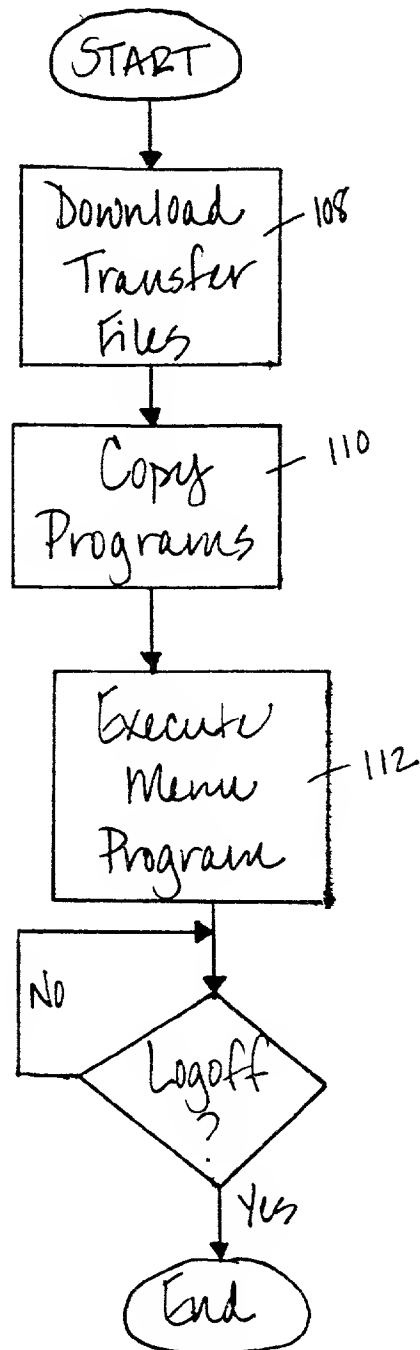 START
Download
Transfer
Files
108
Copy
Programs
110
Execute
Menu
Program
112
No
Logoff
?
Yes
End